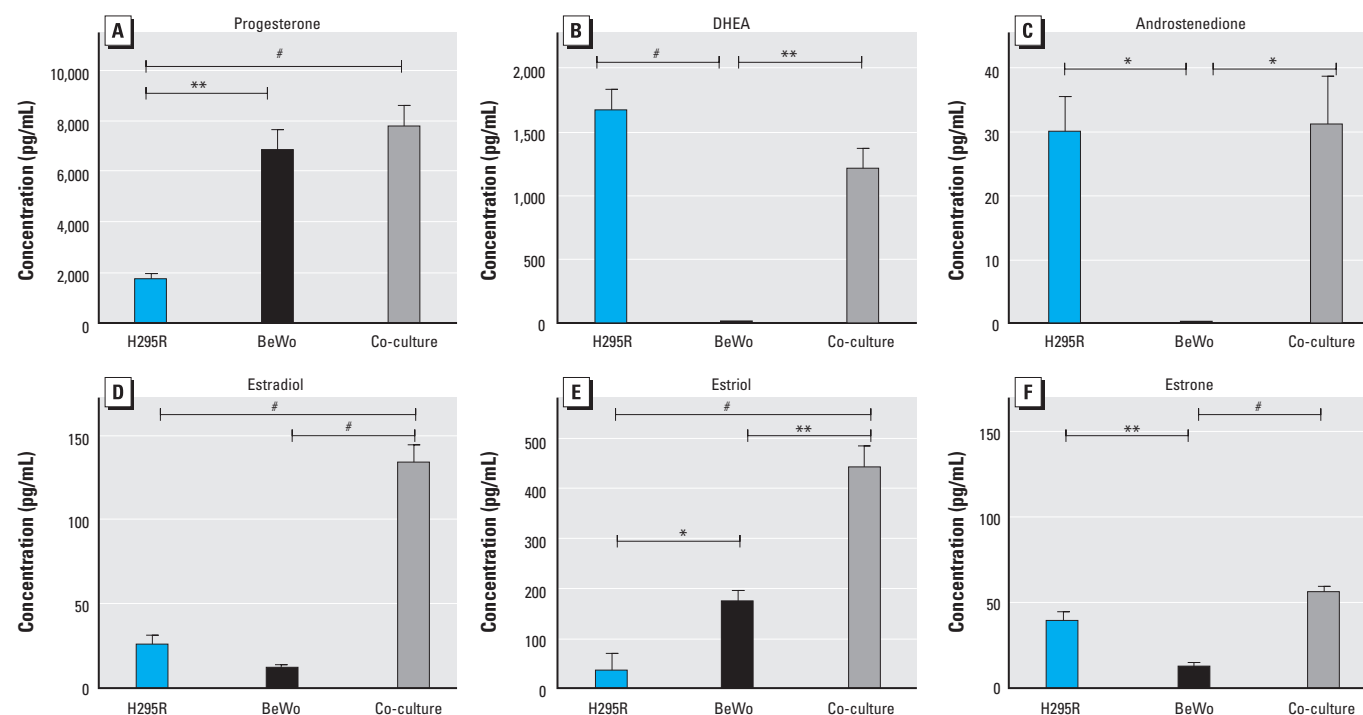 A
Progesterone
Concentration (pg/mL)
10,000
8,000
6,000
4,000
2,000
0
#
**
H295R BeWo Co-culture
B
DHEA
Concentration (pg/mL)
2,000
1,500
1,000
500
0
# **
H295R BeWo Co-culture
C
Androstenedione
Concentration (pg/mL)
40
30
20
10
0
* *
H295R BeWo Co-culture
D
Estradiol
Concentration (pg/mL)
150
100
50
0
#
#
H295R BeWo Co-culture
E
Estriol
Concentration (pg/mL)
500
400
300
200
100
0
#
**
*
H295R BeWo Co-culture
F
Estrone
Concentration (pg/mL)
150
100
50
0
#
**
H295R BeWo Co-culture